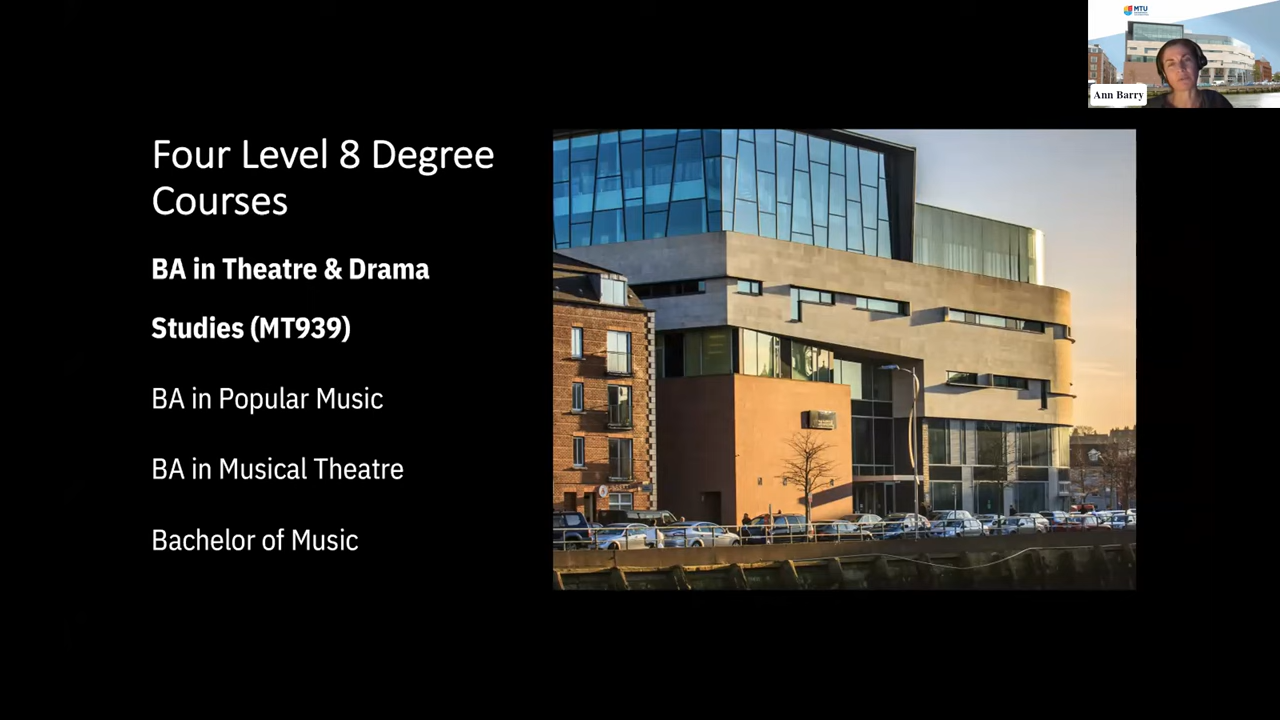 MTU
Ann Barry
Four Level 8 Degree
Courses
BA in Theatre & Drama
Studies (MT939)
BA in Popular Music
BA in Musical Theatre
Bachelor of Music